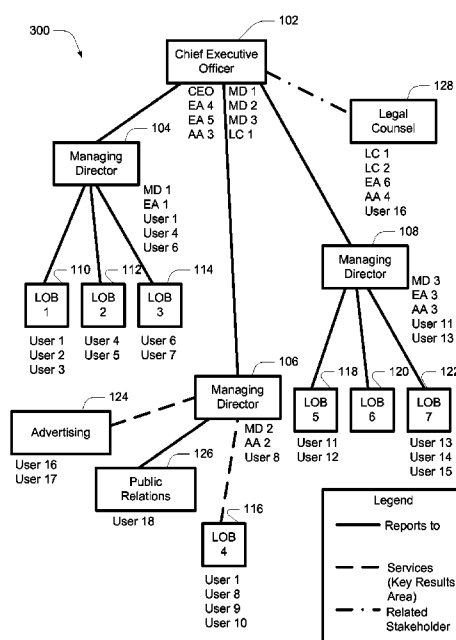 300
102
Chief Executive
Officer
CEO
EA 4
EA 5
AA 3
MD 1
MD 2
MD 3
LC 1
128
Legal
Counsel
LC 1
LC 2
EA 6
AA 4
User 16
104
Managing
Director
MD 1
EA 1
User 1
User 4
User 6
108
Managing
Director
MD 3
EA 3
AA 3
User 11
User 13
110
LOB
1
User 1
User 2
User 3
112
LOB
2
User 4
User 5
114
LOB
3
User 6
User 7
106
Managing
Director
MD 2
AA 2
User 8
118
LOB
5
User 11
User 12
120
LOB
6
122
LOB
7
User 13
User 14
User 15
124
Advertising
User 16
User 17
126
Public
Relations
User 18
116
LOB
4
User 1
User 8
User 9
User 10
Legend
Reports to
Services
(Key Results
Area)
Related
Stakeholder